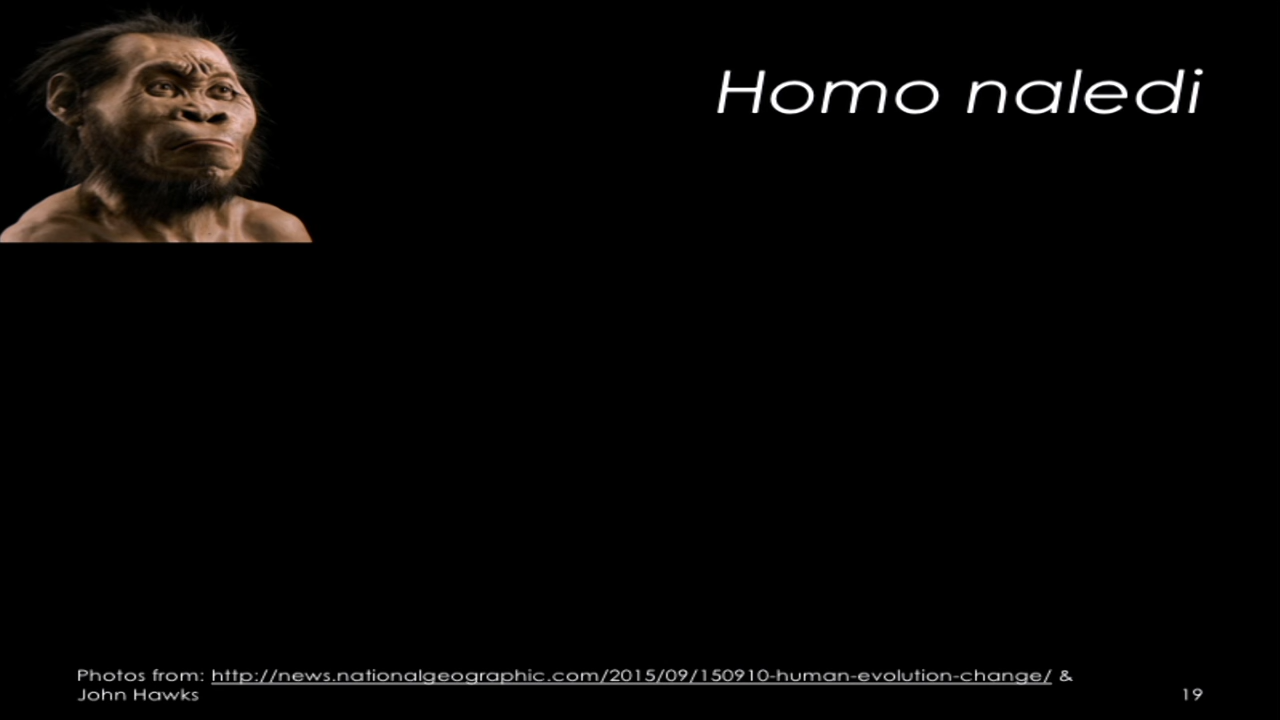 Homo naledi
Photos from: http://news.nationalgeographic.com/2015/09/150910-human-evolution-change/ &
John Hawks
19